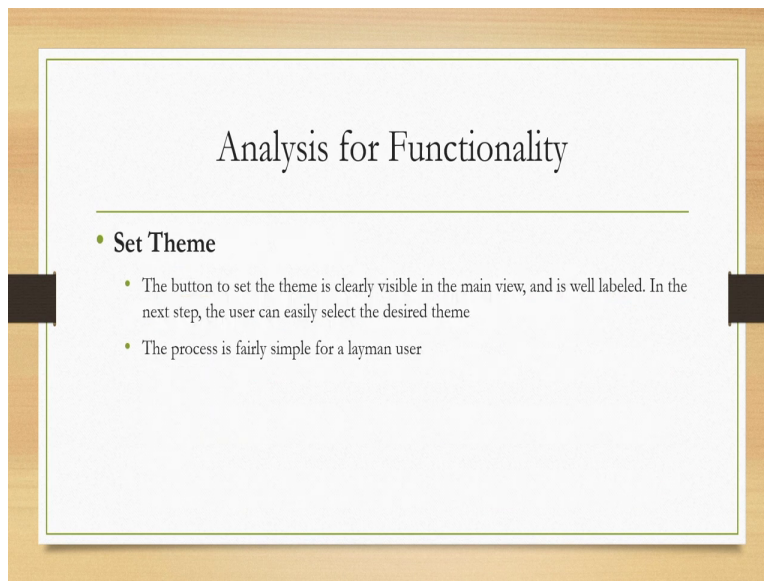 Analysis for Functionality
• Set Theme
• The button to set the theme is clearly visible in the main view, and is well labeled. In the
next step, the user can easily select the desired theme
• The process is fairly simple for a layman user